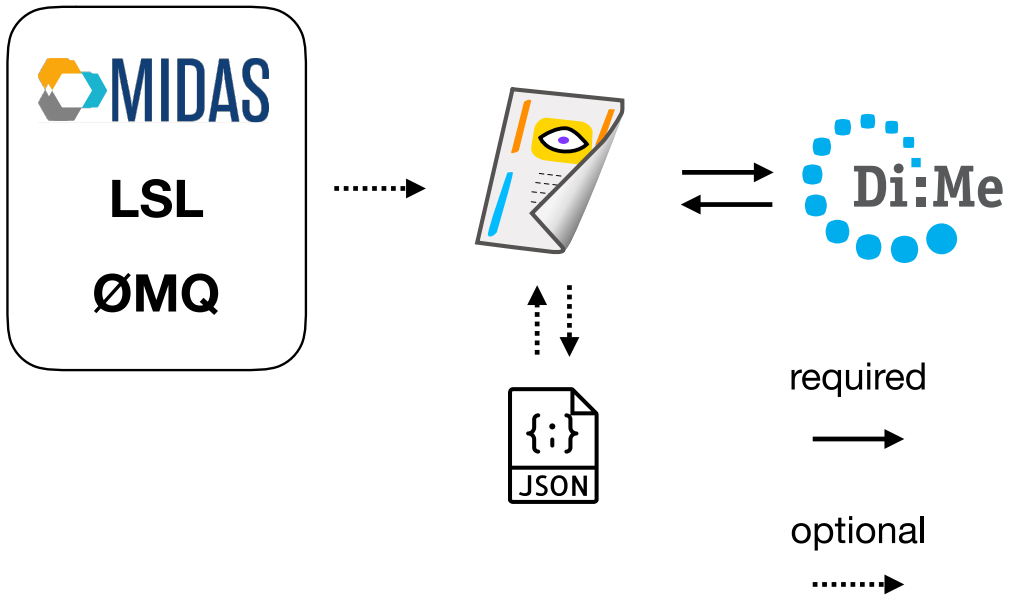 MIDAS
LSL
ØMQ
Di:Me
{;}
JSON
required
optional